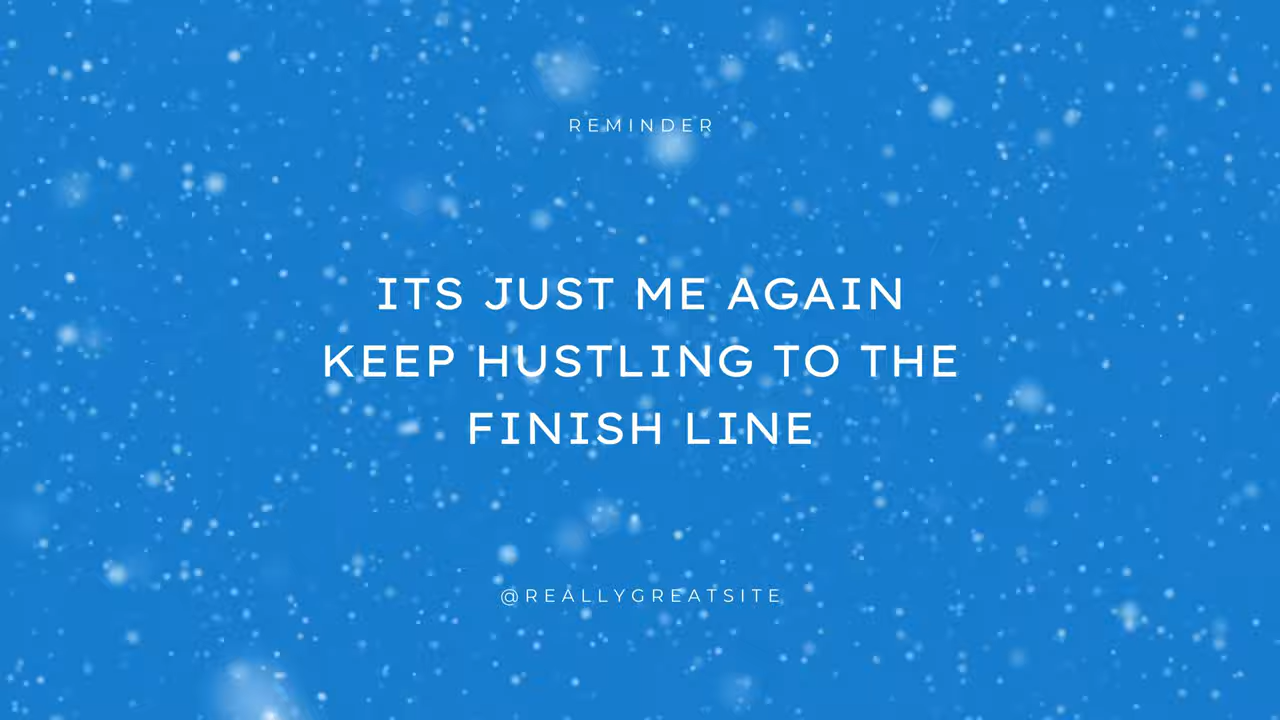 REMINDER
ITS JUST ME AGAIN
KEEP HUSTLING TO THE
FINISH LINE
@REALLYGREATSITE